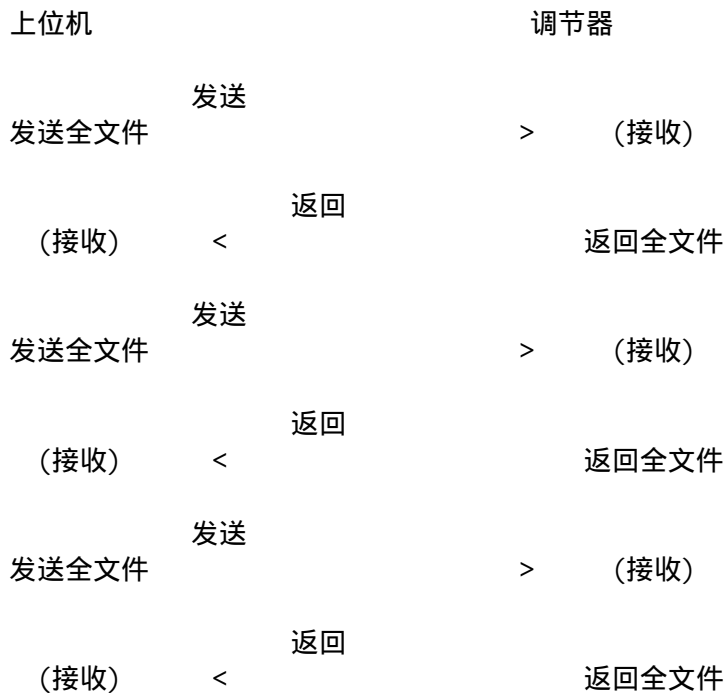 上位机 调节器
发送
发送全文件 > (接收)
返回
(接收) < 返回全文件
发送
发送全文件 > (接收)
返回
(接收) < 返回全文件
发送
发送全文件 > (接收)
返回
(接收) < 返回全文件